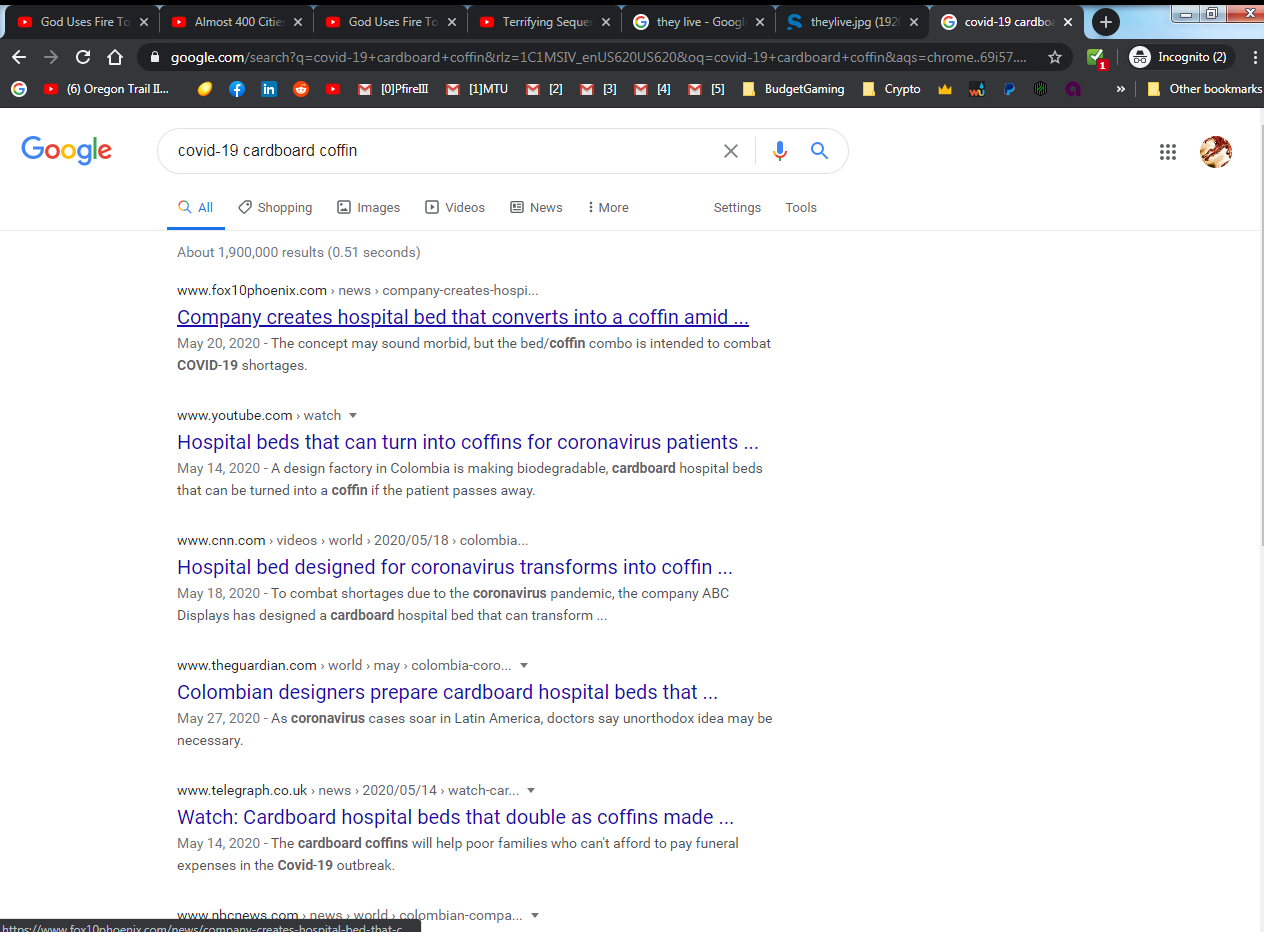 God Uses Fire To
Almost 400 Citie
God Uses Fire To
Terrifying Sequer
they live - Googl
theylive.jpg (192
covid-19 cardboa
google.com/search?q=covid-19+cardboard+coffin&rlz=1C1MSIV_enUS620US620&oq=covid-19+cardboard+coffin&aqs=chrome..69i57....
1
Incognito (2)
(6) Oregon Trail II...
[0]PfireIII
[1]MTU
[2]
[3]
[4]
[5]
BudgetGaming
Crypto
»
Other bookmarks
Google
covid-19 cardboard coffin
All
Shopping
Images
Videos
News
More
Settings
Tools
About 1,900,000 results (0.51 seconds)
www.fox10phoenix.com › news › company-creates-hospi...
Company creates hospital bed that converts into a coffin amid ...
May 20, 2020 - The concept may sound morbid, but the bed/coffin combo is intended to combat
COVID-19 shortages.
www.youtube.com › watch
Hospital beds that can turn into coffins for coronavirus patients ...
May 14, 2020 - A design factory in Colombia is making biodegradable, cardboard hospital beds
that can be turned into a coffin if the patient passes away.
www.cnn.com › videos › world › 2020/05/18 › colombia...
Hospital bed designed for coronavirus transforms into coffin ...
May 18, 2020 - To combat shortages due to the coronavirus pandemic, the company ABC
Displays has designed a cardboard hospital bed that can transform ...
www.theguardian.com › world › may › colombia-coro...
Colombian designers prepare cardboard hospital beds that ...
May 27, 2020 - As coronavirus cases soar in Latin America, doctors say unorthodox idea may be
necessary.
www.telegraph.co.uk › news › 2020/05/14 › watch-car...
Watch: Cardboard hospital beds that double as coffins made ...
May 14, 2020 - The cardboard coffins will help poor families who can't afford to pay funeral
expenses in the Covid-19 outbreak.
www.nbcnews.com › news › world › colombian-compa...
https://www.fox10phoenix.com/news/company-creates-hospital-bed-that-c...